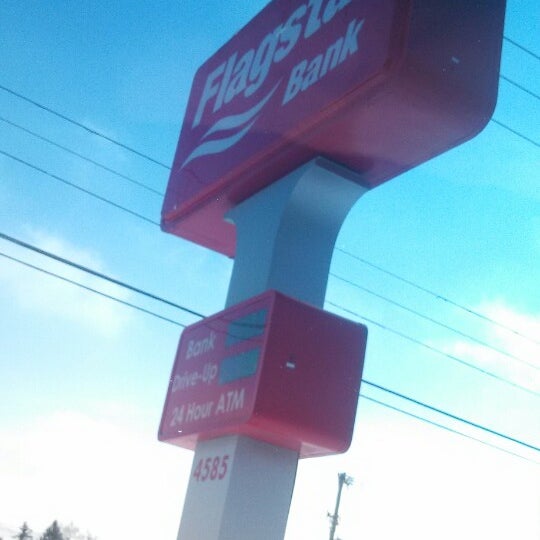 Flagsta
Bank
Bank
Drive-Up
24 Hour ATM
4585